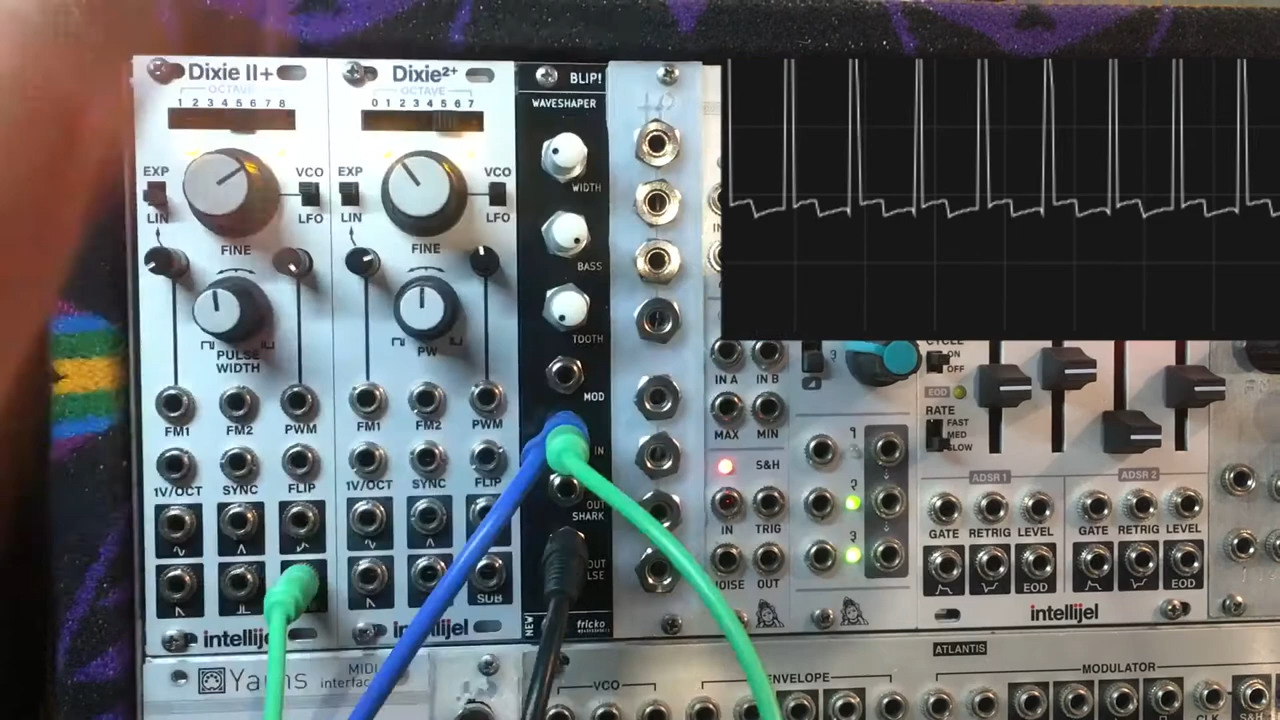 Dixie II+
OCTAVE
1 2 3 4 5 6 7 8
EXP
VCO
LIN
LFO
FINE
PULSE
WIDTH
FM1
FM2
PWM
1V/OCT
SYNC
FLIP
Dixie2+
OCTAVE
0 1 2 3 4 5 6 7
EXP
VCO
LIN
LFO
FINE
PW
FM1
FM2
PWM
1V/OCT
SYNC
FLIP
SUB
intellijel
BLIP!
WAVESHAPER
WIDTH
BASS
TOOTH
MOD
IN
OUT
SHARK
OUT
NEW
fricko
IN A
IN B
MAX
MIN
S&H
IN
TRIG
NOISE
OUT
CYCLE
ON
OFF
EOD
RATE
FAST
MED
SLOW
ADSR 1
ADSR 2
GATE
RETRIG
LEVEL
GATE
RETRIG
LEVEL
EOD
EOD
intellijel
Yarns
MIDI
VCO
ENVELOPE
ATLANTIS
MODULATOR
S&H